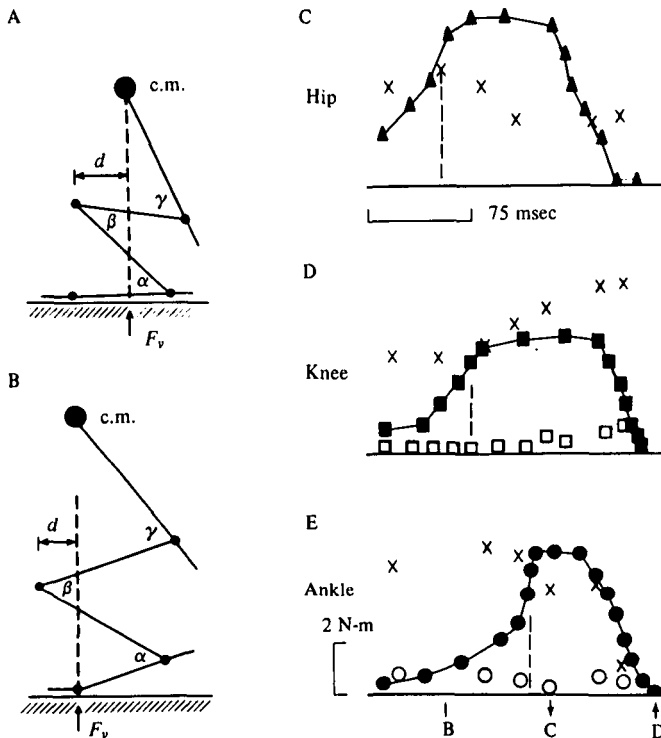 A
c.m.
d
γ
β
α
F_v
B
c.m.
d
γ
β
α
F_v
C
Hip
75 msec
D
Knee
E
Ankle
2 N-m
B C D